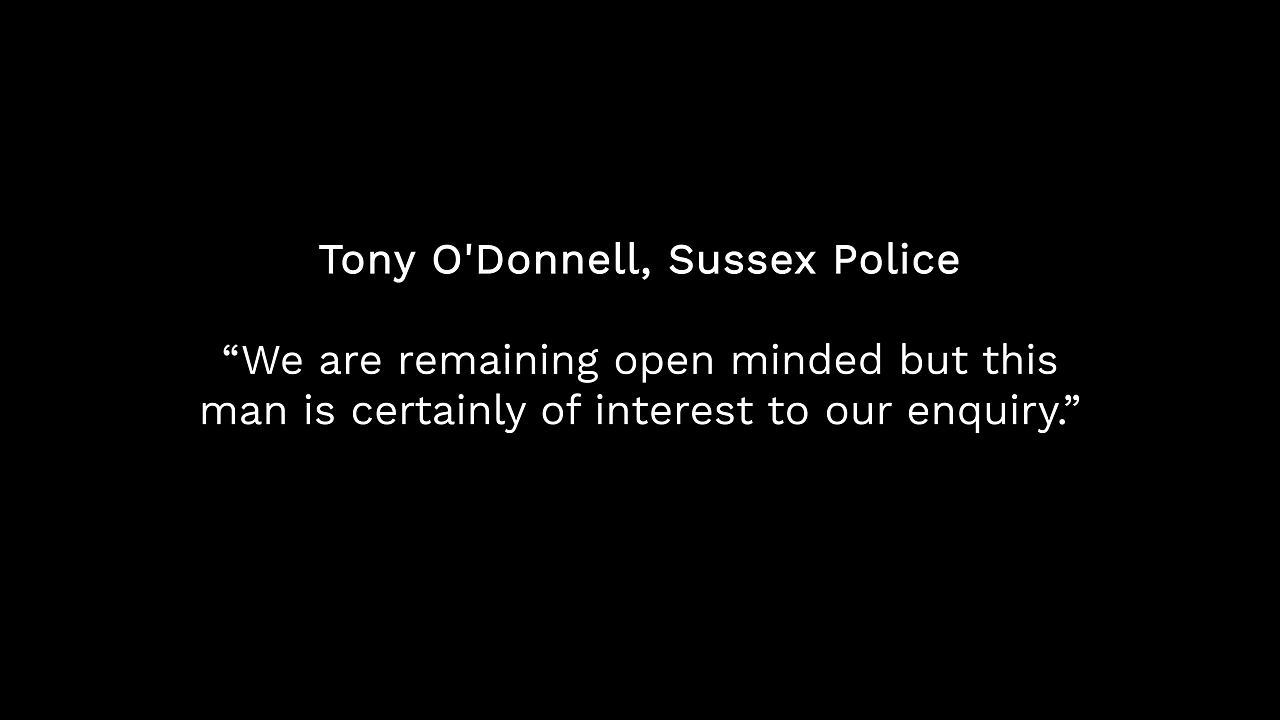 Tony O'Donnell, Sussex Police
“We are remaining open minded but this
man is certainly of interest to our enquiry.”